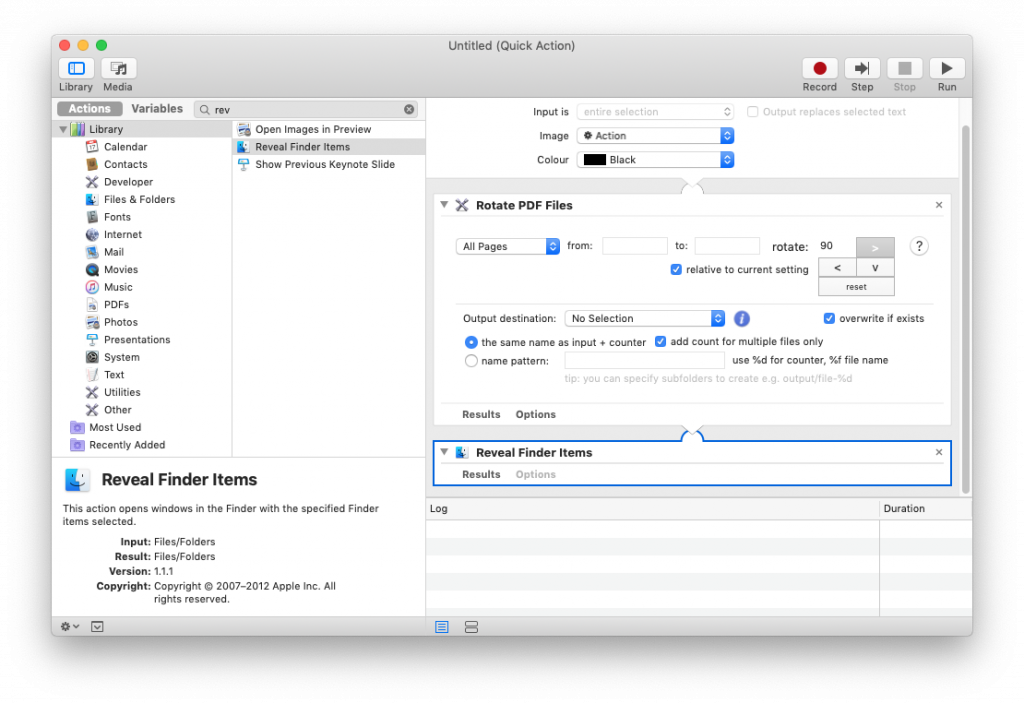 Untitled (Quick Action)
Library Media
Record Step Stop Run
Actions Variables rev
Library
Calendar
Contacts
Developer
Files & Folders
Fonts
Internet
Mail
Movies
Music
PDFs
Photos
Presentations
System
Text
Utilities
Other
Most Used
Recently Added
Open Images in Preview
Reveal Finder Items
Show Previous Keynote Slide
Reveal Finder Items
This action opens windows in the Finder with the specified Finder
items selected.
Input: Files/Folders
Result: Files/Folders
Version: 1.1.1
Copyright: Copyright © 2007–2012 Apple Inc. All
rights reserved.
Input is entire selection Output replaces selected text
Image Action
Colour Black
Rotate PDF Files
All Pages from: to: rotate: 90 > ?
relative to current setting < v
reset
Output destination: No Selection i overwrite if exists
the same name as input + counter add count for multiple files only
name pattern: use %d for counter, %f file name
tip: you can specify subfolders to create e.g. output/file-%d
Results Options
Reveal Finder Items
Results Options
Log Duration